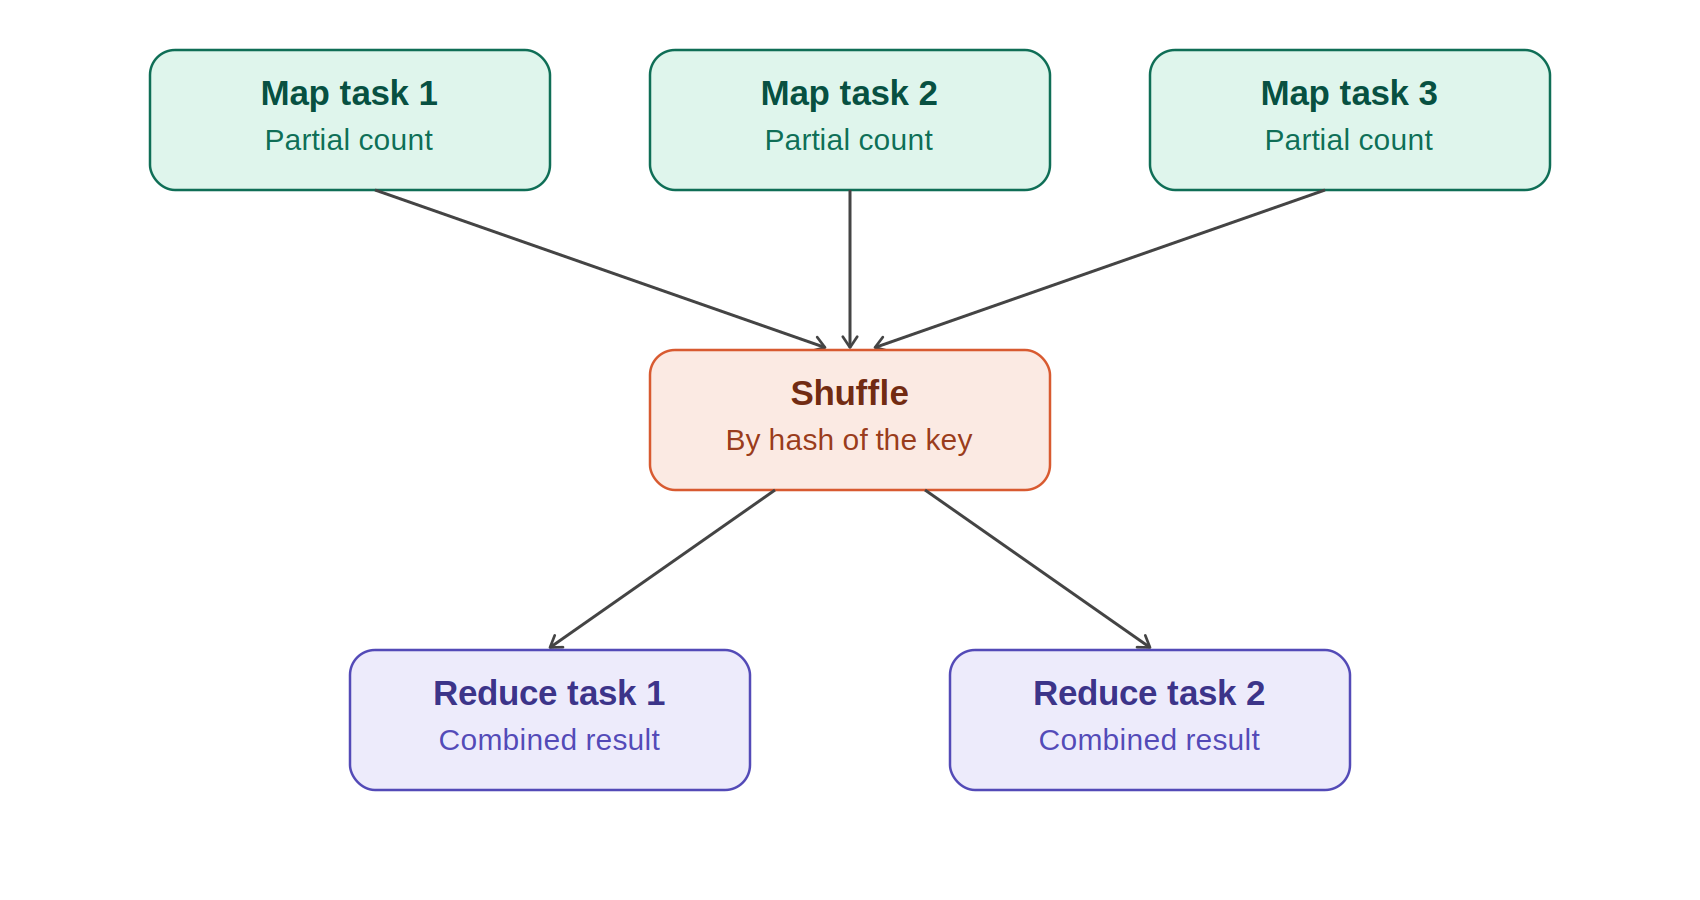 Map task 1
Partial count
Map task 2
Partial count
Map task 3
Partial count
Shuffle
By hash of the key
Reduce task 1
Combined result
Reduce task 2
Combined result